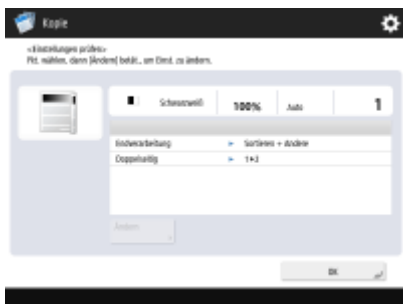 Kopie
<Einstellungen prüfen>
Pkt. wählen, dann [Ändern] betät., um Einst. zu ändern.
Schwarzweiß 100% Auto 1
Endverarbeitung ► Sortieren + Andere
Doppelseitig ► 1►2
Ändern
OK